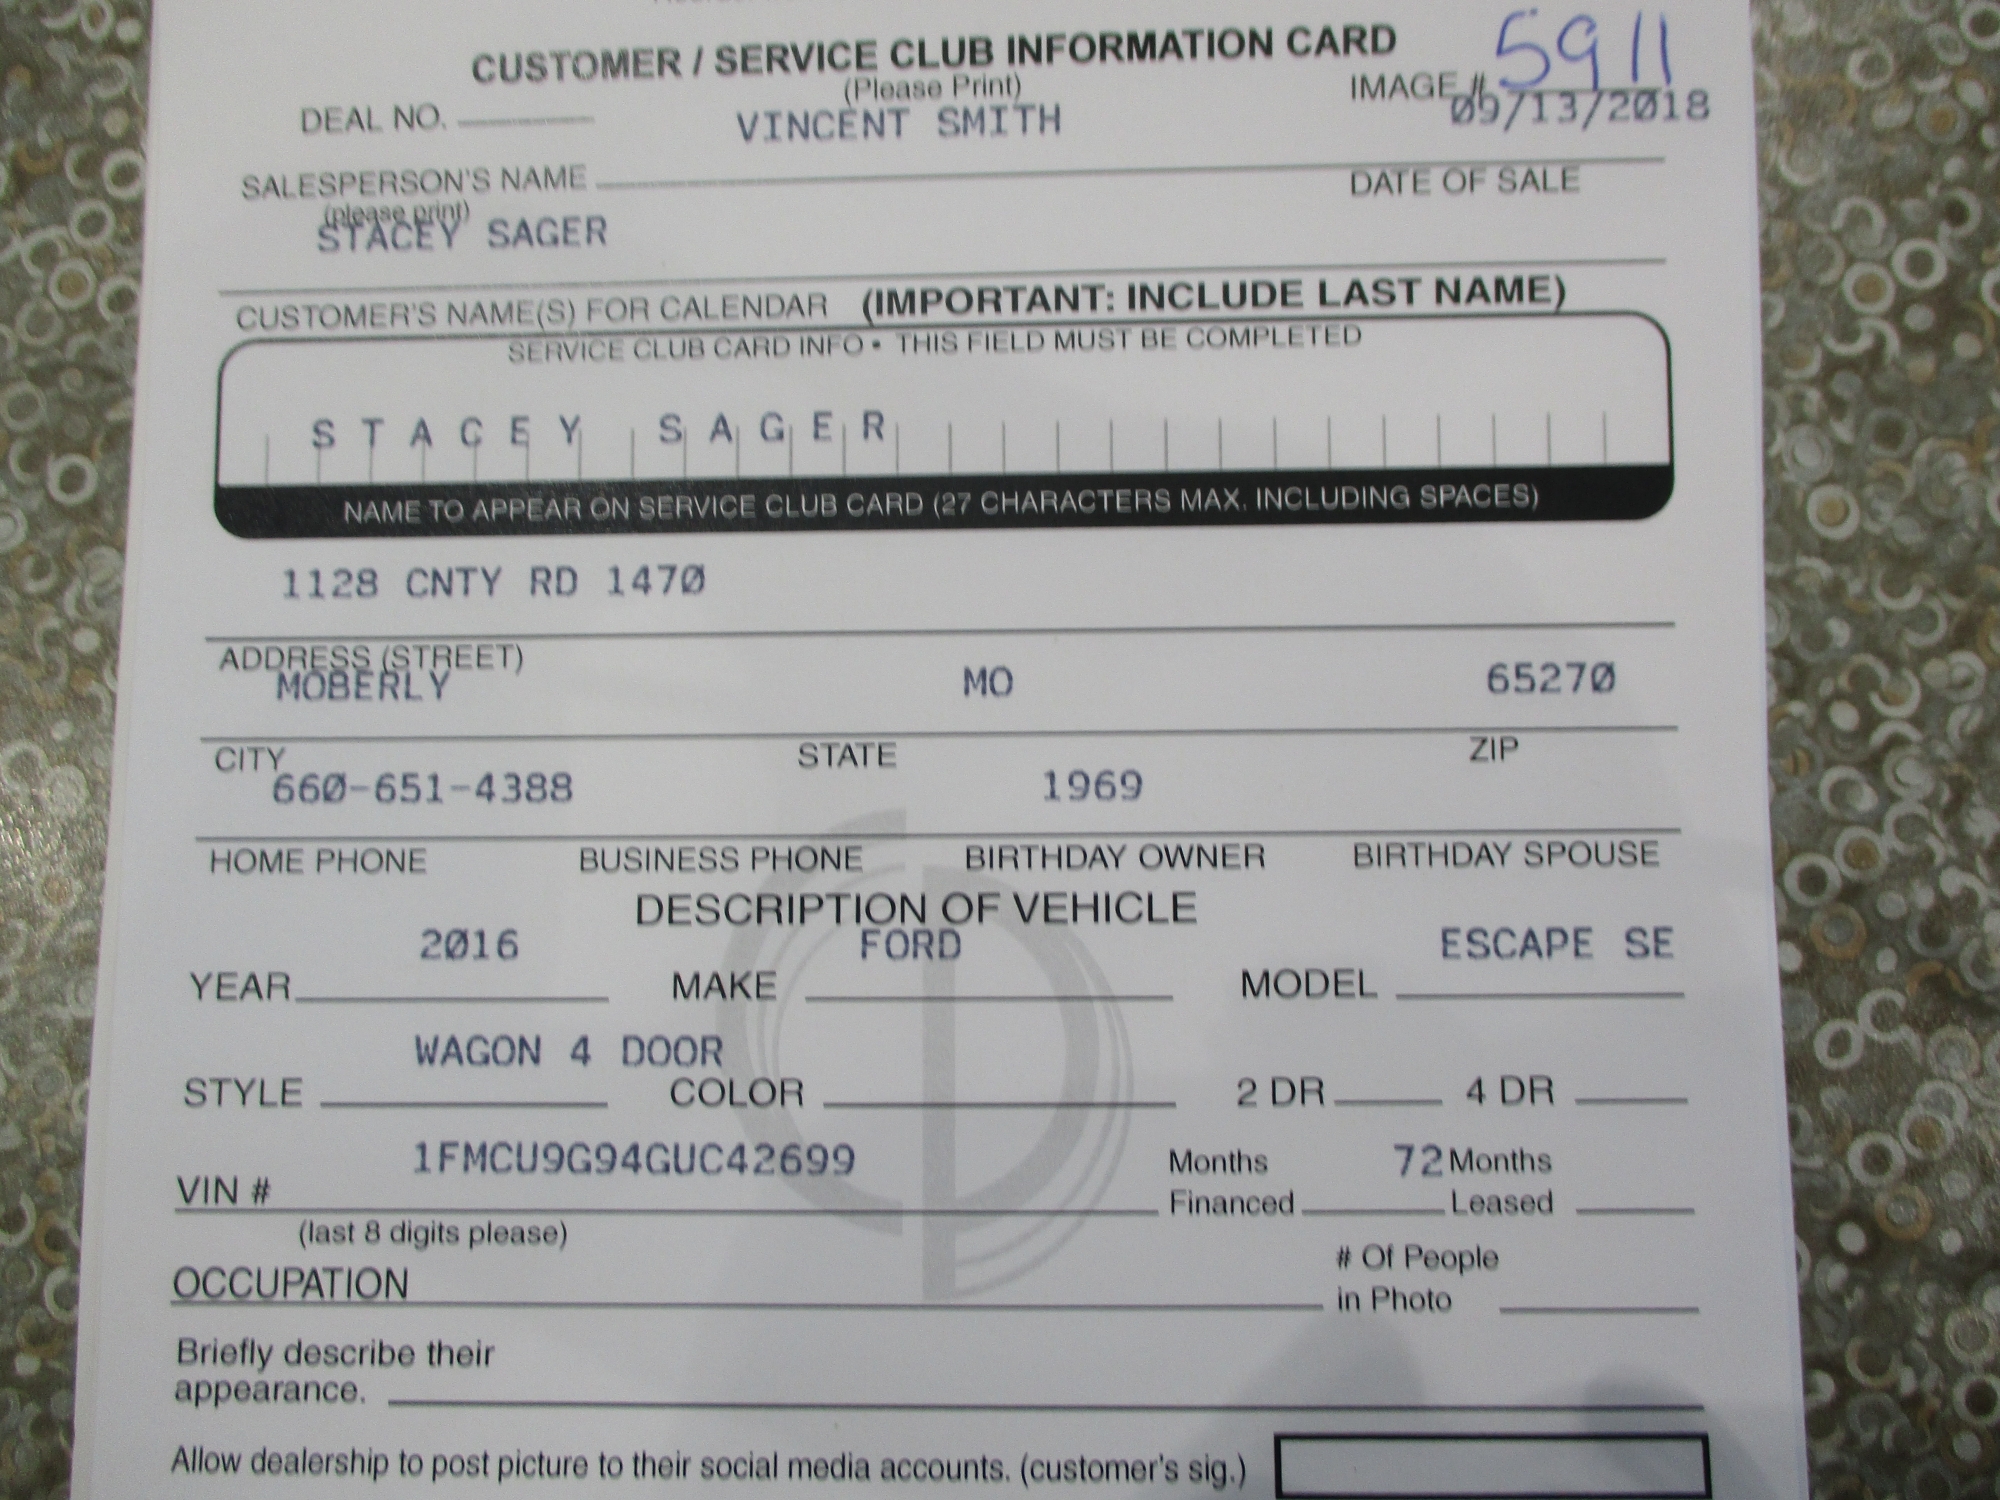 CUSTOMER / SERVICE CLUB INFORMATION CARD
(Please Print)
IMAGE # 5911
DEAL NO.
VINCENT SMITH 09/13/2018
SALESPERSON'S NAME DATE OF SALE
(please print)
STACEY SAGER
CUSTOMER'S NAME(S) FOR CALENDAR (IMPORTANT: INCLUDE LAST NAME)
SERVICE CLUB CARD INFO • THIS FIELD MUST BE COMPLETED
STACEY SAGER
NAME TO APPEAR ON SERVICE CLUB CARD (27 CHARACTERS MAX. INCLUDING SPACES)
1128 CNTY RD 1470
ADDRESS (STREET)
MOBERLY MO 65270
CITY STATE ZIP
660-651-4388 1969
HOME PHONE BUSINESS PHONE BIRTHDAY OWNER BIRTHDAY SPOUSE
DESCRIPTION OF VEHICLE
2016 FORD ESCAPE SE
YEAR MAKE MODEL
WAGON 4 DOOR
STYLE COLOR 2 DR 4 DR
1FMCU9G94GUC42699 Months 72 Months
VIN # Financed Leased
(last 8 digits please)
OCCUPATION
# Of People
in Photo
Briefly describe their
appearance.
Allow dealership to post picture to their social media accounts. (customer's sig.)